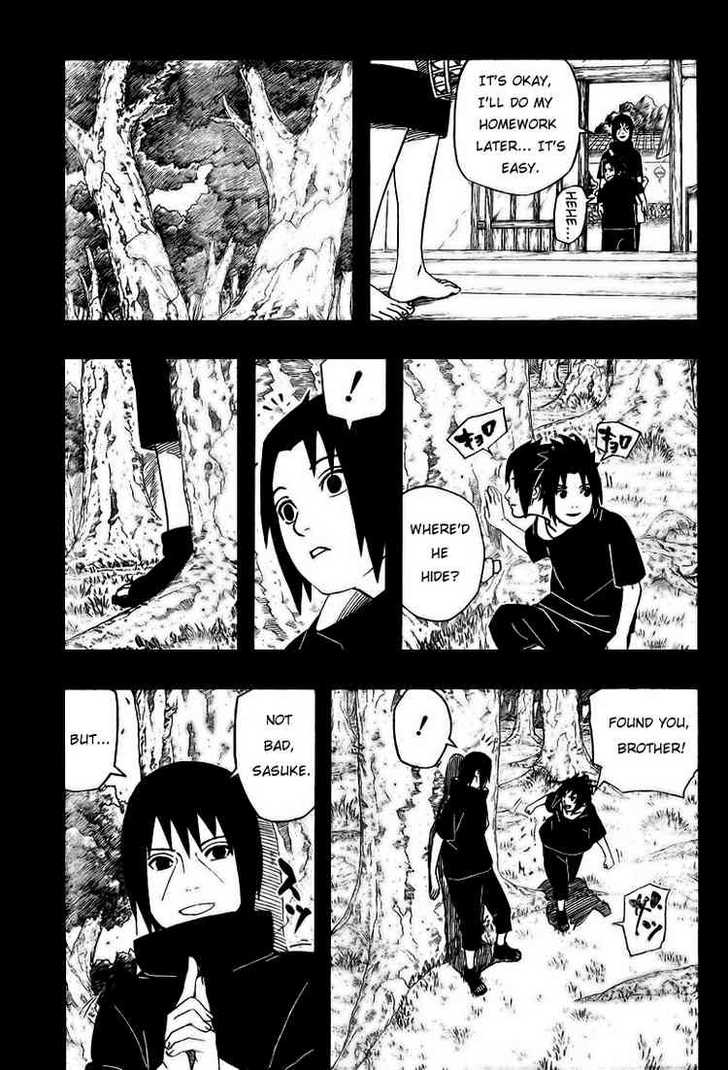 IT'S OKAY,
I'LL DO MY
HOMEWORK
LATER... IT'S
EASY.
HEHE...
キョロ
キョロ
WHERE'D
HE
HIDE?
!
FOUND YOU,
BROTHER!
!
NOT
BAD,
SASUKE.
BUT...